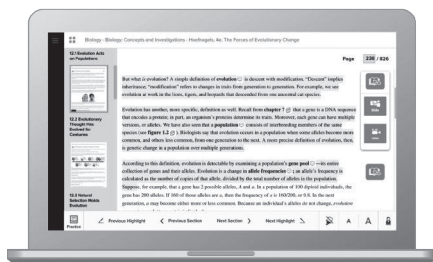 Biology - Biology: Concepts and Investigations - Hoefnagels, 4e. The Forces of Evolutionary Change
12.1 Evolution Acts
on Populations
12.2 Evolutionary
Thought Has
Evolved for
Centuries
12.3 Natural
Selection Molds
Evolution
Practice
Page 236 / 826
But what is evolution? A simple definition of evolution is descent with modification. "Descent" implies
inheritance; "modification" refers to changes in traits from generation to generation. For example, we see
evolution at work in the lions, tigers, and leopards that descended from one ancestral cat species.
Evolution has another, more specific, definition as well. Recall from chapter 7 that a gene is a DNA sequence
that encodes a protein; in part, an organism's proteins determine its traits. Moreover, each gene can have multiple
versions, or alleles. We have also seen that a population consists of interbreeding members of the same
species (see figure 1.2 ). Biologists say that evolution occurs in a population when some alleles become more
common, and others less common, from one generation to the next. A more precise definition of evolution, then,
is genetic change in a population over multiple generations.
According to this definition, evolution is detectable by examining a population's gene pool —its entire
collection of genes and their alleles. Evolution is a change in allele frequencies ; an allele's frequency is
calculated as the number of copies of that allele, divided by the total number of alleles in the population.
Suppose, for example, that a gene has 2 possible alleles, A and a. In a population of 100 diploid individuals, the
gene has 200 alleles. If 160 of those alleles are a, then the frequency of a is 160/200, or 0.8. In the next
generation, a may become either more or less common. Because an individual's alleles do not change, evolution
Previous Highlight
Previous Section
Next Section
Next Highlight
A
A